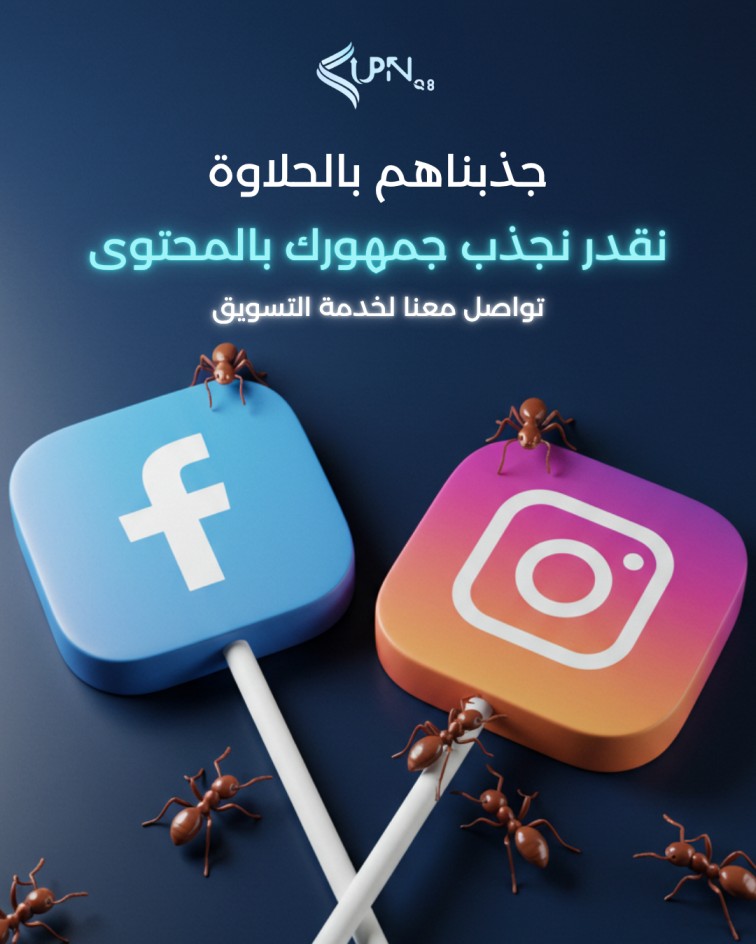 UPN Q8
جذبناهم بالحلاوة
نقدر نجذب جمهورك بالمحتوى
تواصل معنا لخدمة التسويق
f